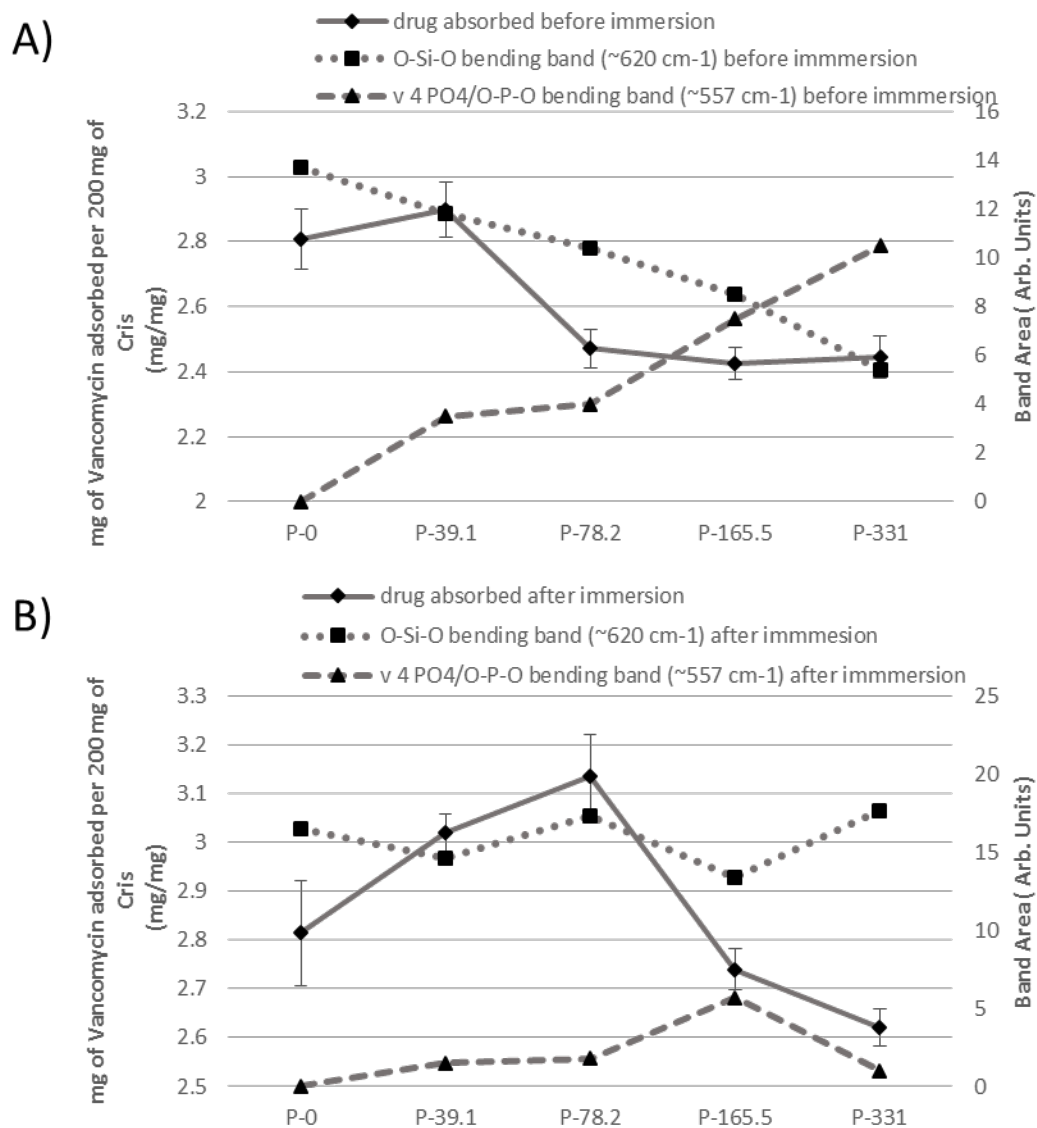 A)
drug absorbed before immersion
O-Si-O bending band (~620 cm-1) before immmersion
v 4 PO4/O-P-O bending band (~557 cm-1) before immmersion
mg of Vancomycin adsorbed per 200 mg of
Cris
(mg/mg)
3.2
3
2.8
2.6
2.4
2.2
2
16
14
12
10
8
6
4
2
0
Band Area ( Arb. Units)
P-0
P-39.1
P-78.2
P-165.5
P-331
B)
drug absorbed after immersion
O-Si-O bending band (~620 cm-1) after immmesion
v 4 PO4/O-P-O bending band (~557 cm-1) after immmersion
mg of Vancomycin adsorbed per 200 mg of
Cris
(mg/mg)
3.3
3.2
3.1
3
2.9
2.8
2.7
2.6
2.5
25
20
15
10
5
0
Band Area ( Arb. Units)
P-0
P-39.1
P-78.2
P-165.5
P-331